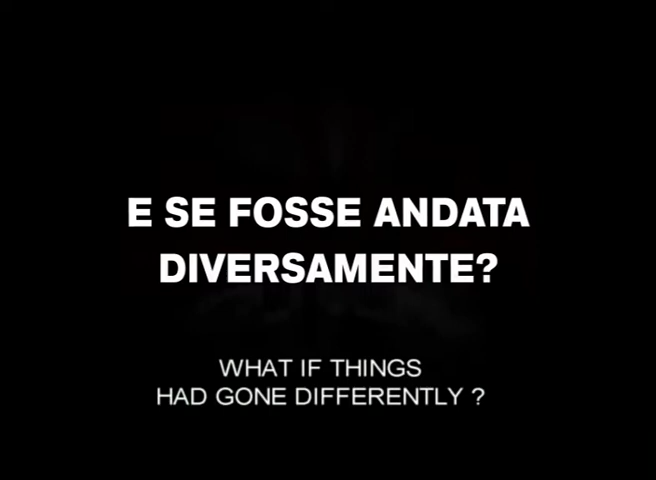 E SE FOSSE ANDATA
DIVERSAMENTE?
WHAT IF THINGS
HAD GONE DIFFERENTLY ?